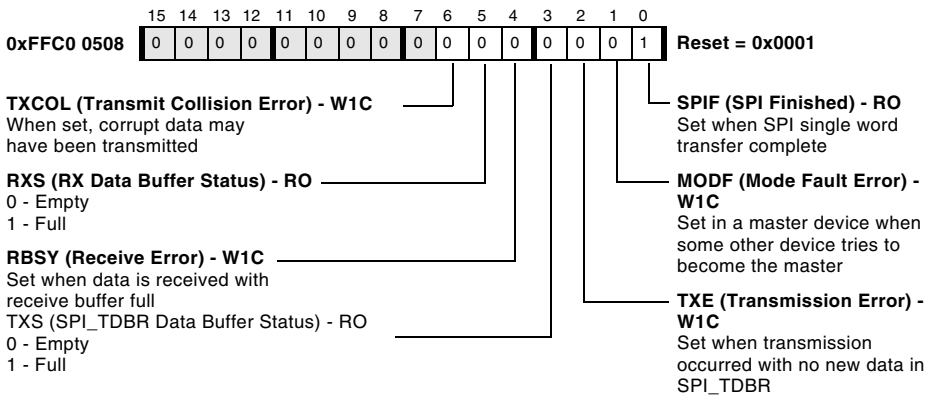 15 14 13 12 11 10 9 8 7 6 5 4 3 2 1 0
0xFFC0 0508 0 0 0 0 0 0 0 0 0 0 0 0 0 0 0 1 Reset = 0x0001
TXCOL (Transmit Collision Error) - W1C
When set, corrupt data may
have been transmitted
RXS (RX Data Buffer Status) - RO
0 - Empty
1 - Full
RBSY (Receive Error) - W1C
Set when data is received with
receive buffer full
TXS (SPI_TDBR Data Buffer Status) - RO
0 - Empty
1 - Full
SPIF (SPI Finished) - RO
Set when SPI single word
transfer complete
MODF (Mode Fault Error) -
W1C
Set in a master device when
some other device tries to
become the master
TXE (Transmission Error) -
W1C
Set when transmission
occurred with no new data in
SPI_TDBR